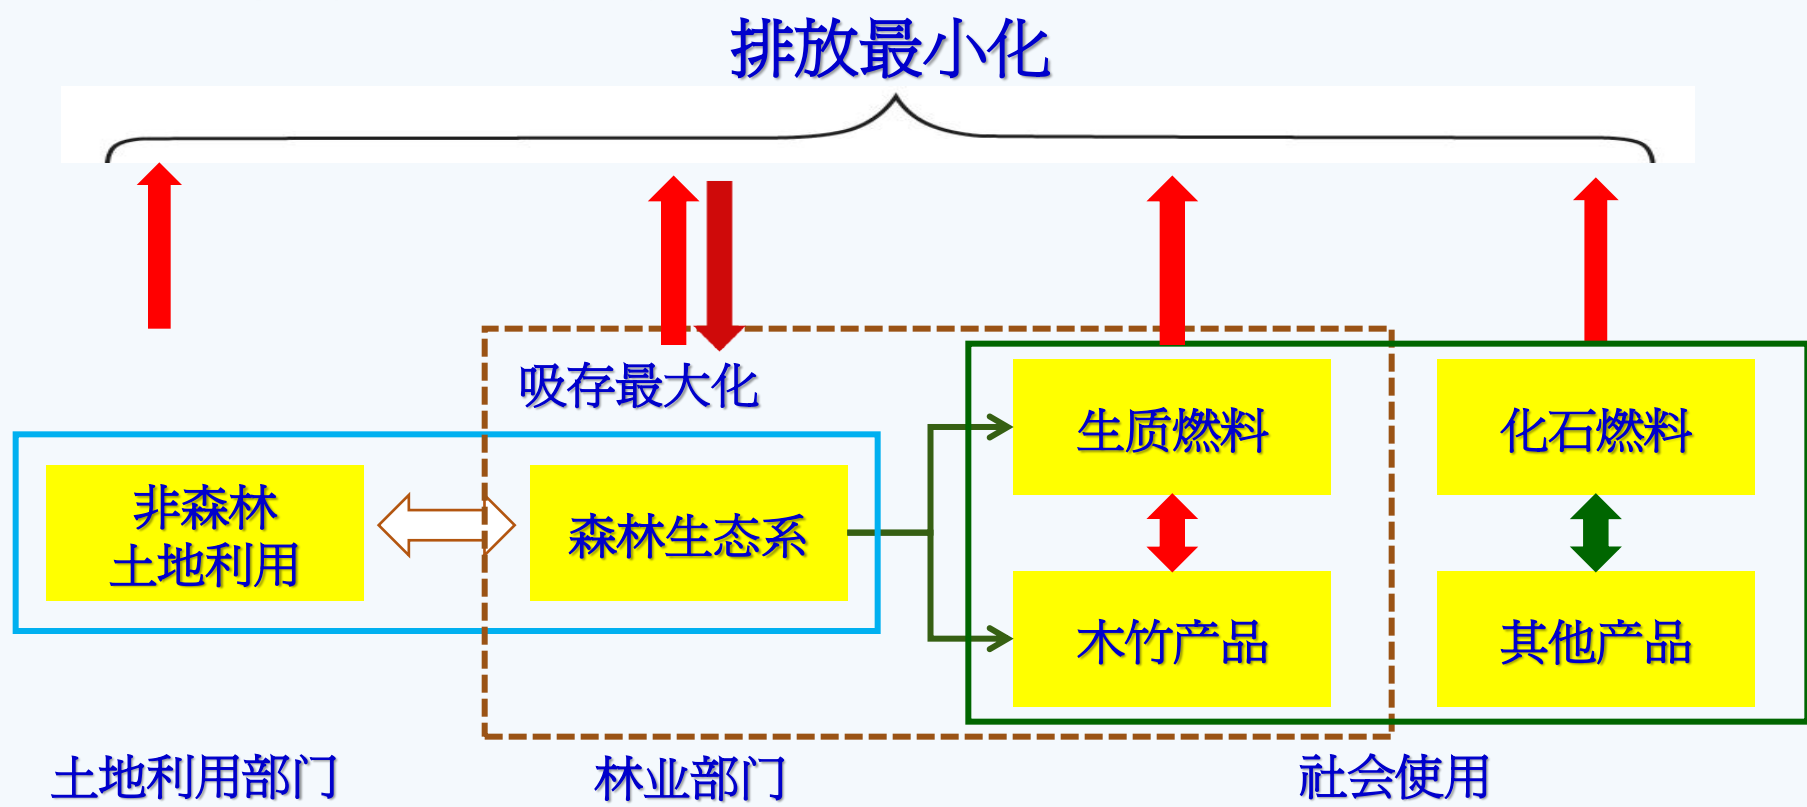 排放最小化
吸存最大化
生质燃料
化石燃料
非森林
土地利用
森林生态系
木竹产品
其他产品
土地利用部门
林业部门
社会使用